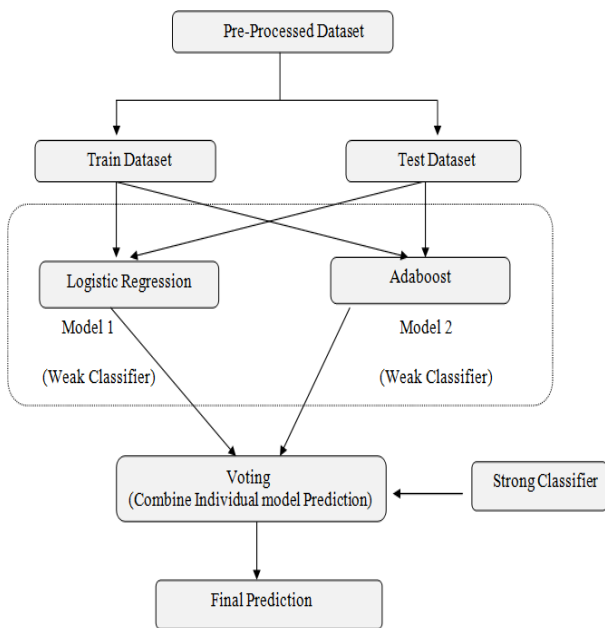 Pre-Processed Dataset
Train Dataset
Test Dataset
Logistic Regression
Adaboost
Model 1
Model 2
(Weak Classifier)
(Weak Classifier)
Voting
(Combine Individual model Prediction)
Strong Classifier
Final Prediction